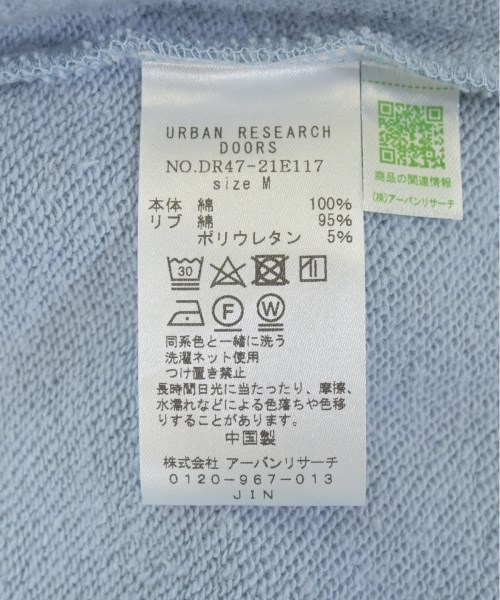 URBAN RESEARCH
DOORS
NO.DR47-21E117
size M
本体 綿 100%
リブ 綿 95%
ポリウレタン 5%
30
F W
同系色と一緒に洗う
洗濯ネット使用
つけ置き禁止
長時間日光に当たったり、摩擦、
水濡れなどによる色落ちや色移
りすることがあります。
中国製
株式会社 アーバンリサーチ
0120-967-013
JIN
商品の関連情報
(株)アーバンリサーチ